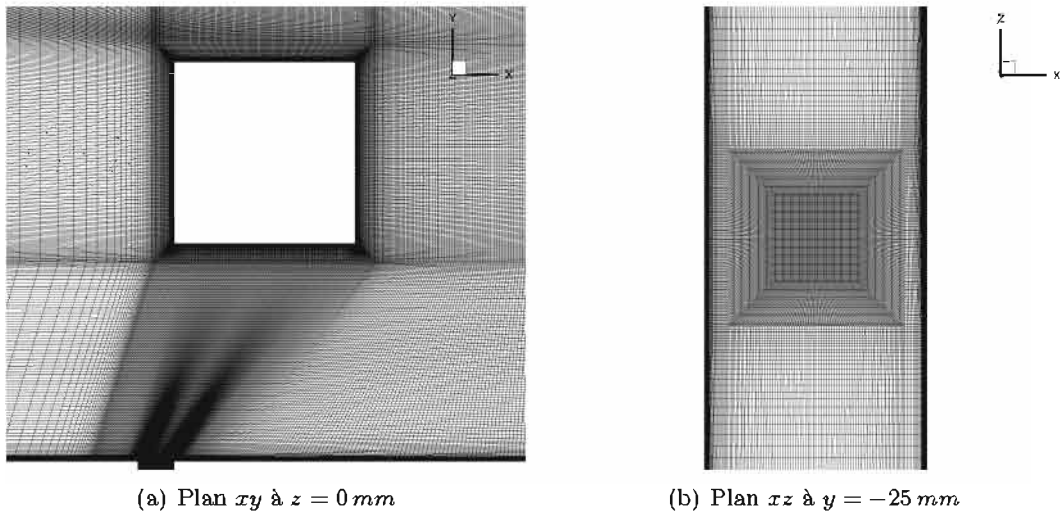 Y
X
Z
x
(a) Plan xy à z = 0 mm
(b) Plan xz à y = −25 mm